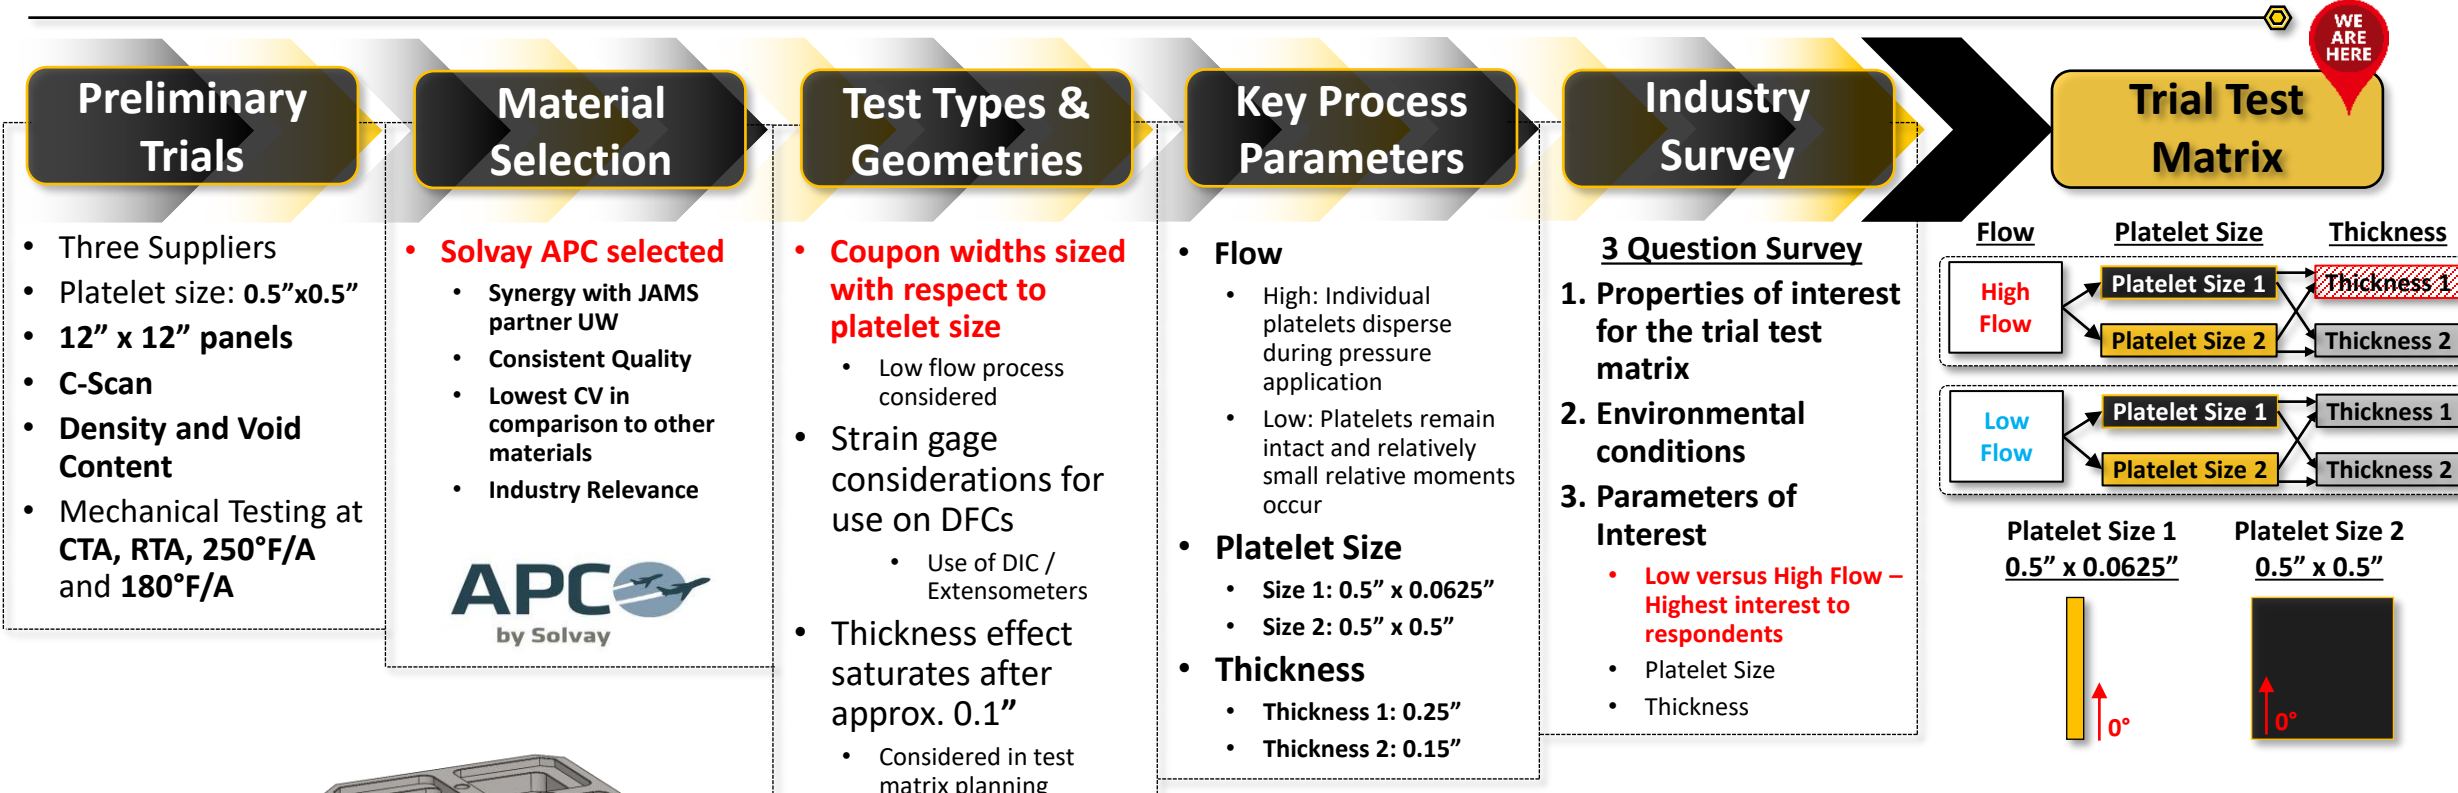 WE
ARE
HERE
Preliminary
Trials
• Three Suppliers
• Platelet size: 0.5”x0.5”
• 12” x 12” panels
• C-Scan
• Density and Void
Content
• Mechanical Testing at
CTA, RTA, 250°F/A
and 180°F/A
Material
Selection
• Solvay APC selected
• Synergy with JAMS
partner UW
• Consistent Quality
• Lowest CV in
comparison to other
materials
• Industry Relevance
APC
by Solvay
Test Types &
Geometries
• Coupon widths sized
with respect to
platelet size
• Low flow process
considered
• Strain gage
considerations for
use on DFCs
• Use of DIC /
Extensometers
• Thickness effect
saturates after
approx. 0.1”
• Considered in test
matrix planning
Key Process
Parameters
• Flow
• High: Individual
platelets disperse
during pressure
application
• Low: Platelets remain
intact and relatively
small relative moments
occur
• Platelet Size
• Size 1: 0.5” x 0.0625”
• Size 2: 0.5” x 0.5”
• Thickness
• Thickness 1: 0.25”
• Thickness 2: 0.15”
Industry
Survey
3 Question Survey
1. Properties of interest
for the trial test
matrix
2. Environmental
conditions
3. Parameters of
Interest
• Low versus High Flow –
Highest interest to
respondents
• Platelet Size
• Thickness
Trial Test
Matrix
Flow Platelet Size Thickness
High
Flow
Platelet Size 1 Thickness 1
Platelet Size 2 Thickness 2
Low
Flow
Platelet Size 1 Thickness 1
Platelet Size 2 Thickness 2
Platelet Size 1
0.5” x 0.0625”
0°
Platelet Size 2
0.5” x 0.5”
0°